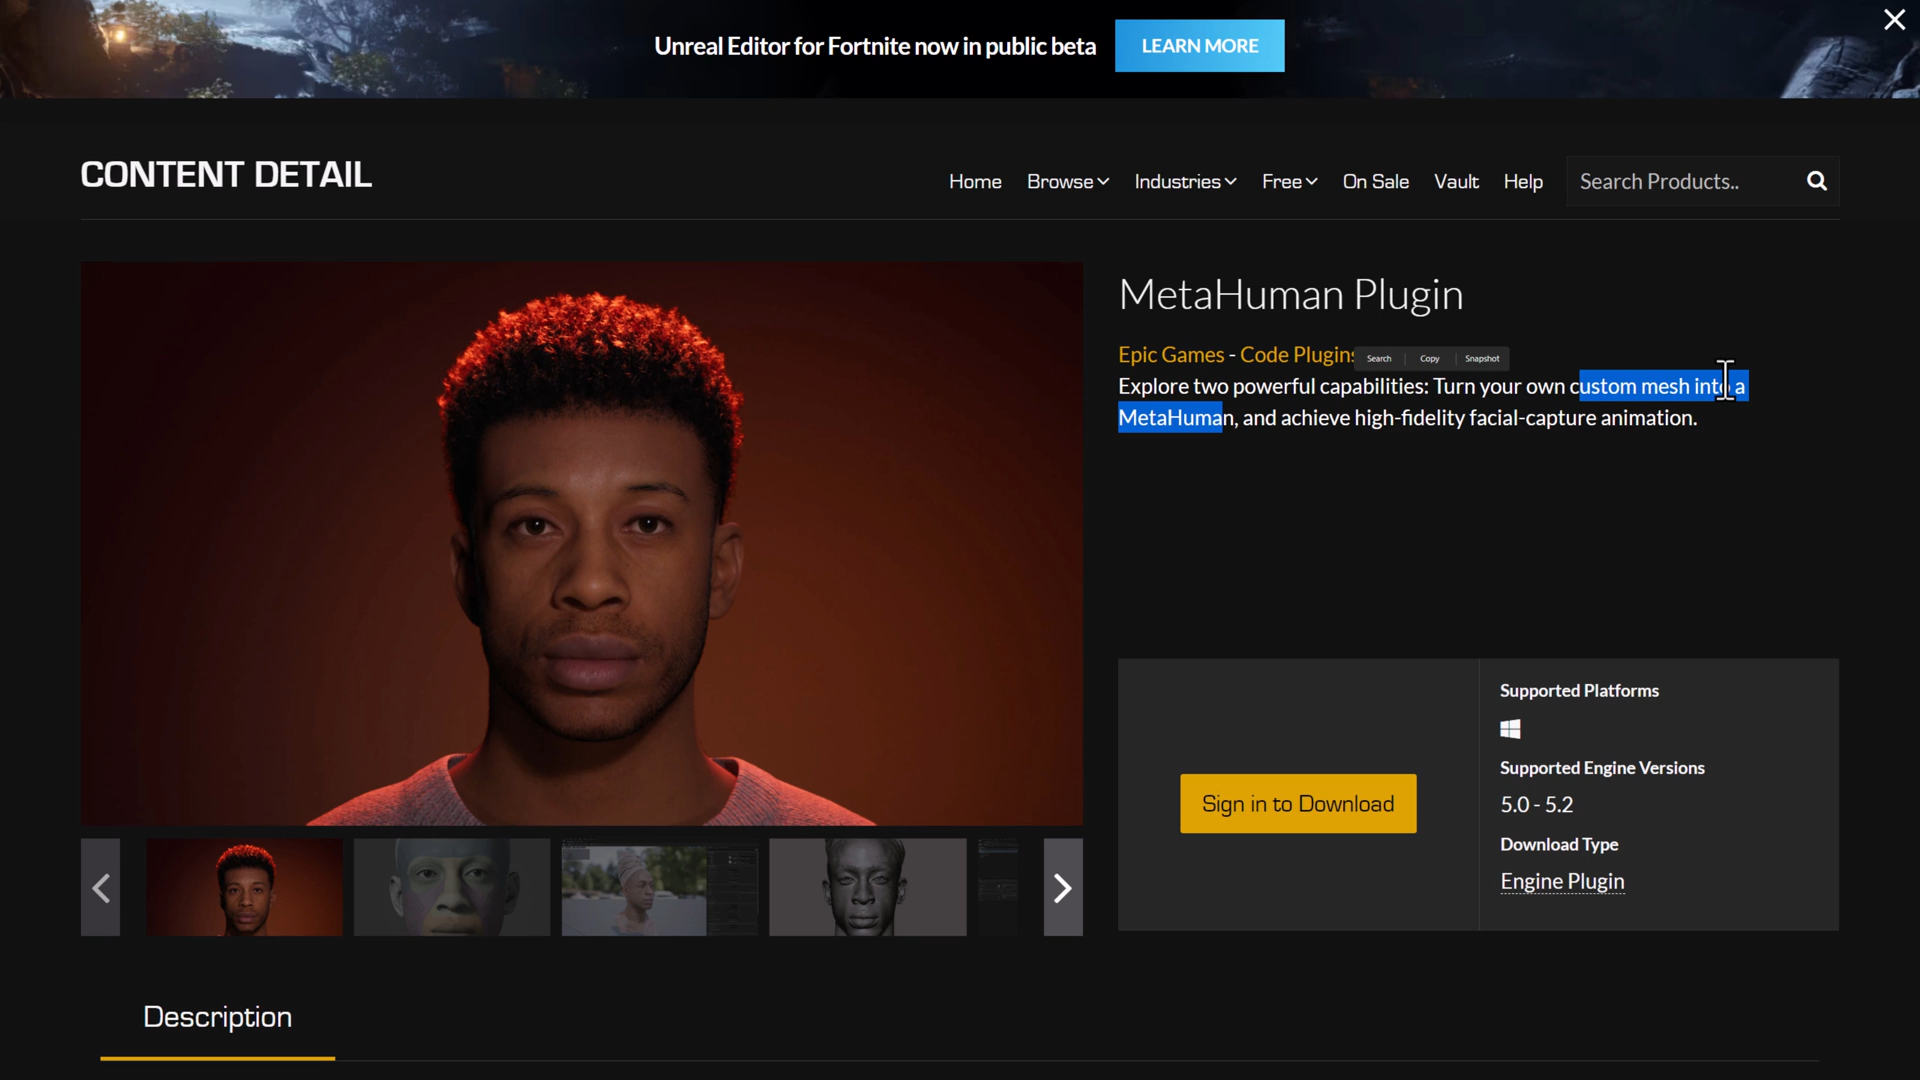 Unreal Editor for Fortnite now in public beta
LEARN MORE
CONTENT DETAIL
Home
Browse
Industries
Free
On Sale
Vault
Help
Search Products..
MetaHuman Plugin
Epic Games - Code Plugins
Search
Copy
Snapshot
Explore two powerful capabilities: Turn your own custom mesh into a
MetaHuman, and achieve high-fidelity facial-capture animation.
Sign in to Download
Supported Platforms
Supported Engine Versions
5.0 - 5.2
Download Type
Engine Plugin
Description